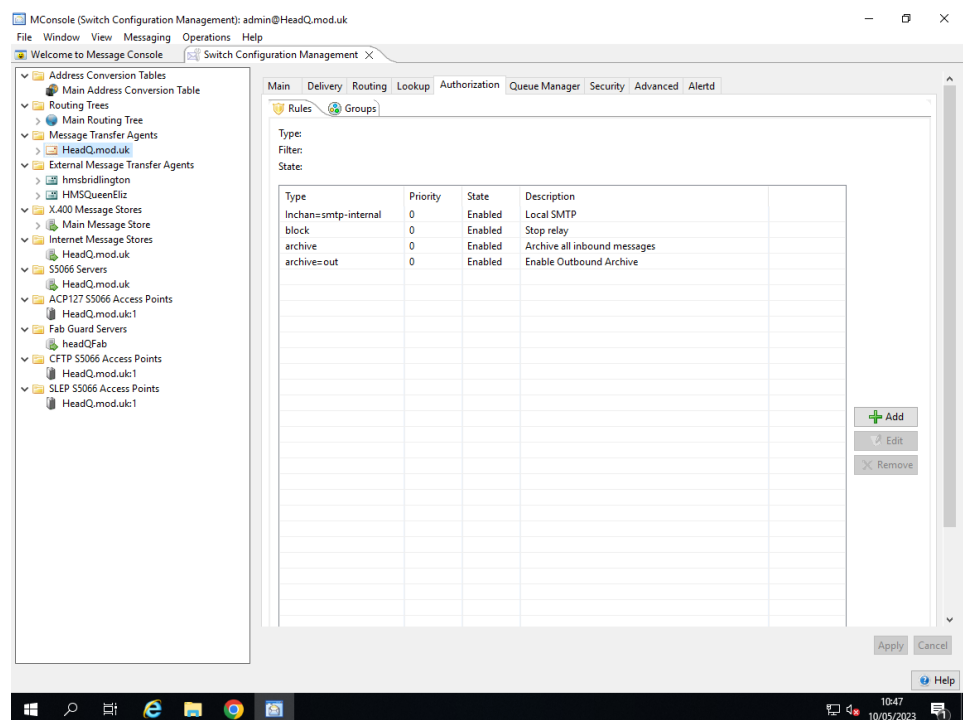 MConsole (Switch Configuration Management): admin@HeadQ.mod.uk
File Window View Messaging Operations Help
Welcome to Message Console
Switch Configuration Management
Address Conversion Tables
Main Address Conversion Table
Routing Trees
Main Routing Tree
Message Transfer Agents
HeadQ.mod.uk
External Message Transfer Agents
hmsbridlington
HMSQueenEliz
X.400 Message Stores
Main Message Store
Internet Message Stores
HeadQ.mod.uk
S5066 Servers
HeadQ.mod.uk
ACP127 S5066 Access Points
HeadQ.mod.uk:1
Fab Guard Servers
headQFab
CFTP S5066 Access Points
HeadQ.mod.uk:1
SLEP S5066 Access Points
HeadQ.mod.uk:1
Main Delivery Routing Lookup Authorization Queue Manager Security Advanced Alertd
Rules Groups
Type:
Filter:
State:
Type Priority State Description
Inchan=smtp-internal 0 Enabled Local SMTP
block 0 Enabled Stop relay
archive 0 Enabled Archive all inbound messages
archive=out 0 Enabled Enable Outbound Archive
Add
Edit
Remove
Apply Cancel
Help
10:47
10/05/2023
1